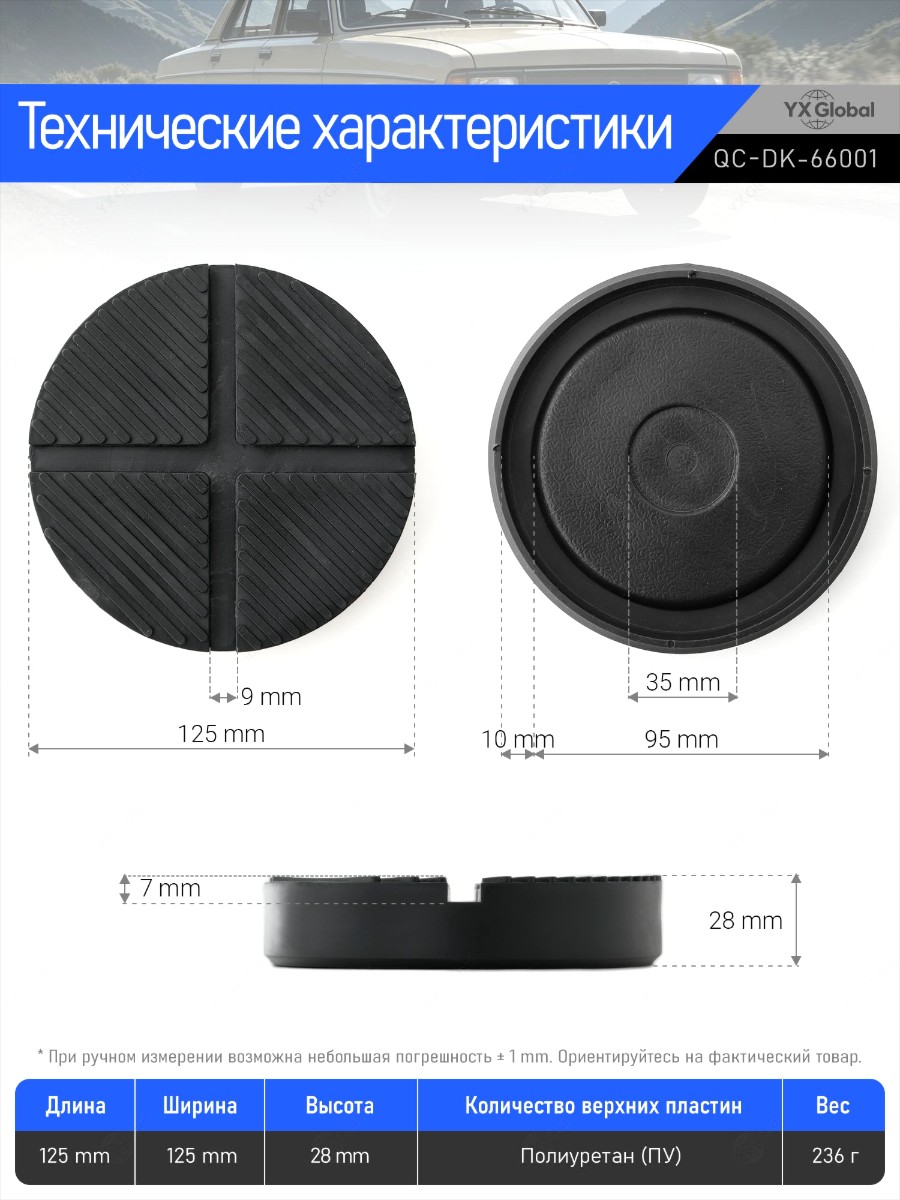 Технические характеристики
YX Global
QC-DK-66001
9 mm
125 mm
35 mm
10 mm
95 mm
7 mm
28 mm
* При ручном измерении возможна небольшая погрешность ± 1 mm. Ориентируйтесь на фактический товар.
Длина Ширина Высота Количество верхних пластин Вес
125 mm 125 mm 28 mm Полиуретан (ПУ) 236 г